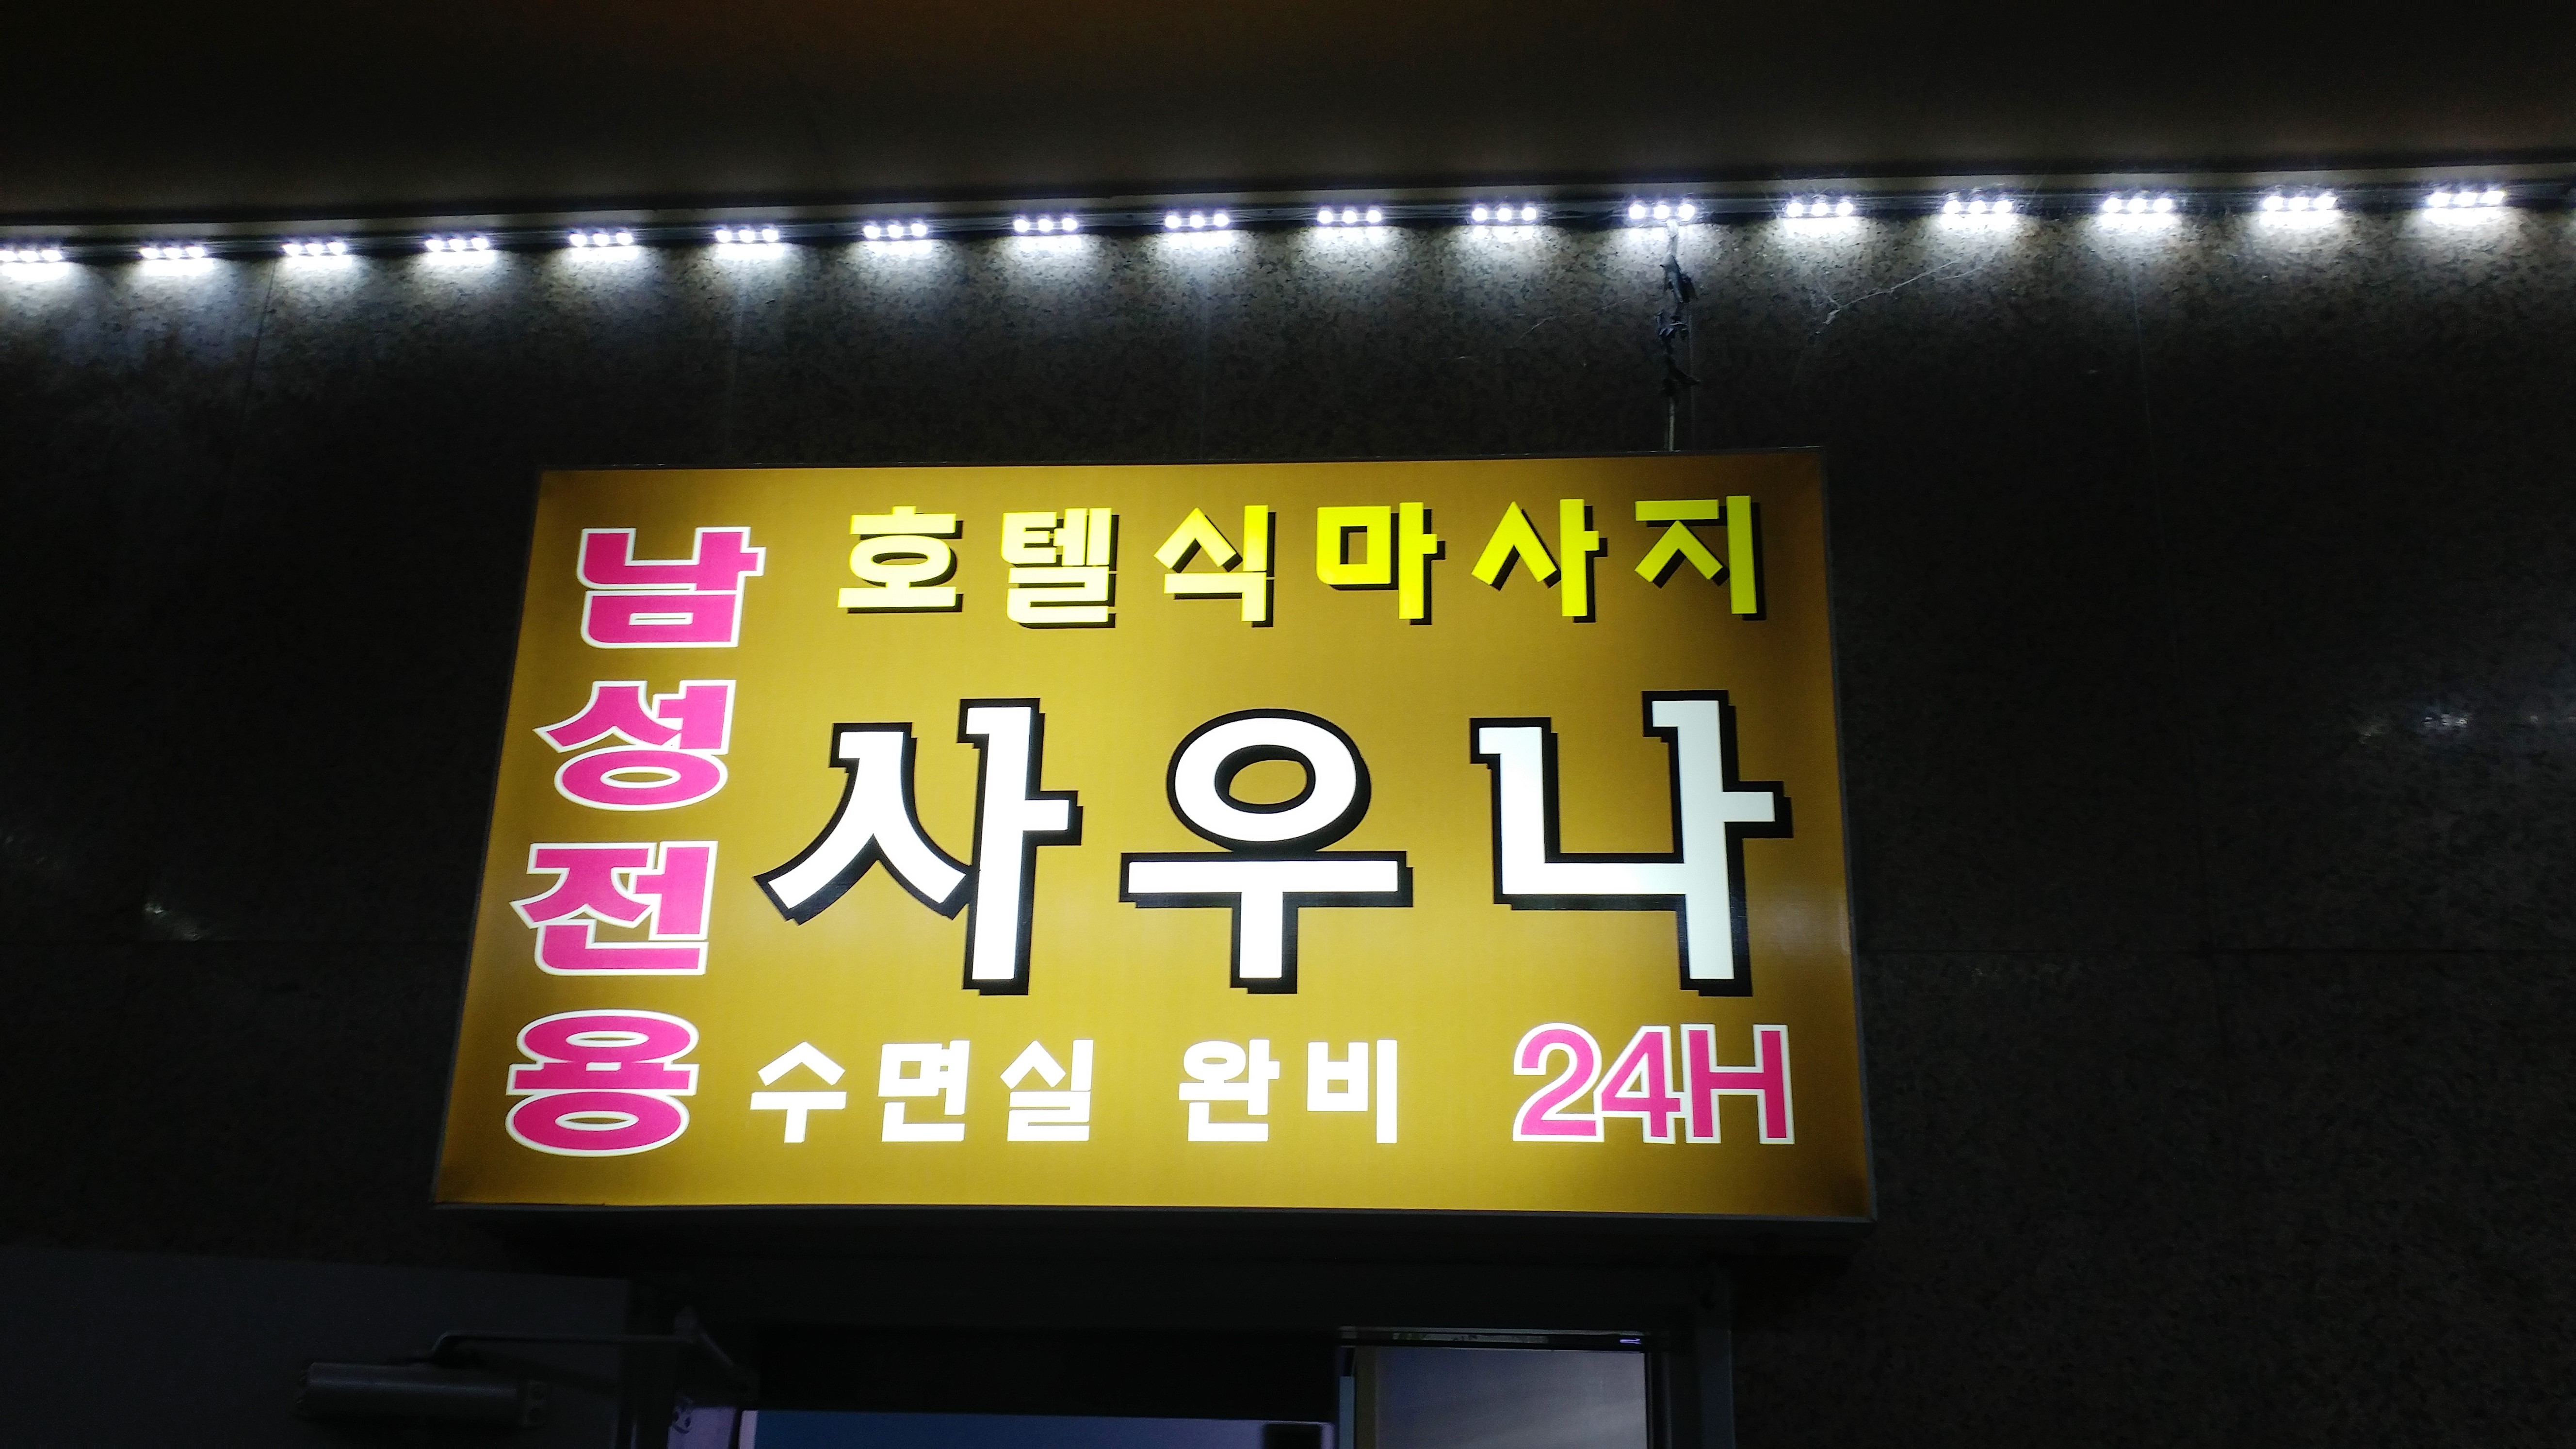 남성전용
호텔식마사지
사우나
수면실 완비 24H